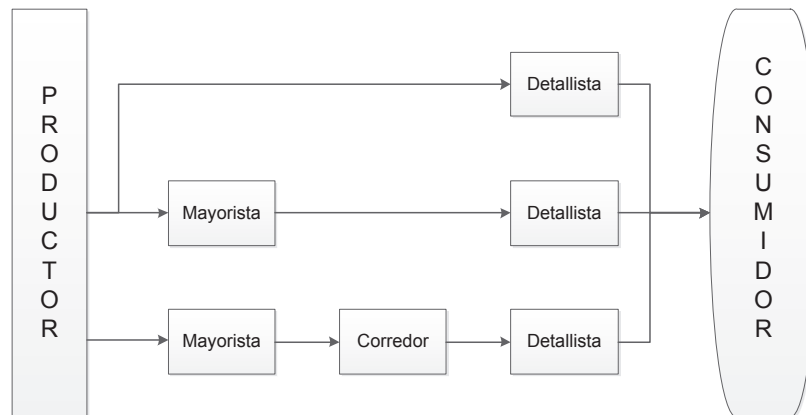 PRODUCTOR
Detallista
Mayorista
Detallista
Mayorista
Corredor
Detallista
CONSUMIDOR